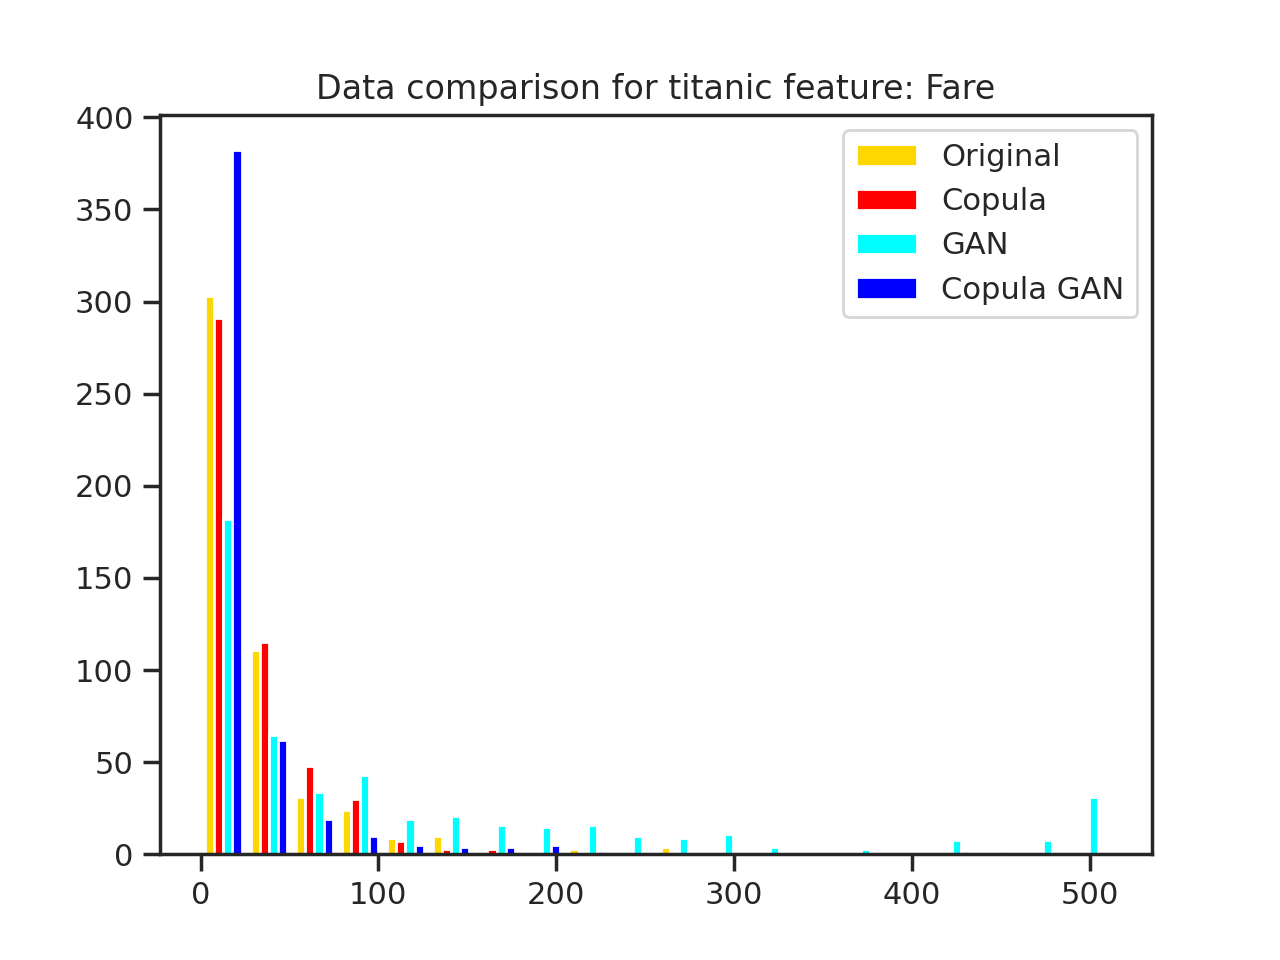 Data comparison for titanic feature: Fare
400
350
300
250
200
150
100
50
0
Original
Copula
GAN
Copula GAN
0 100 200 300 400 500